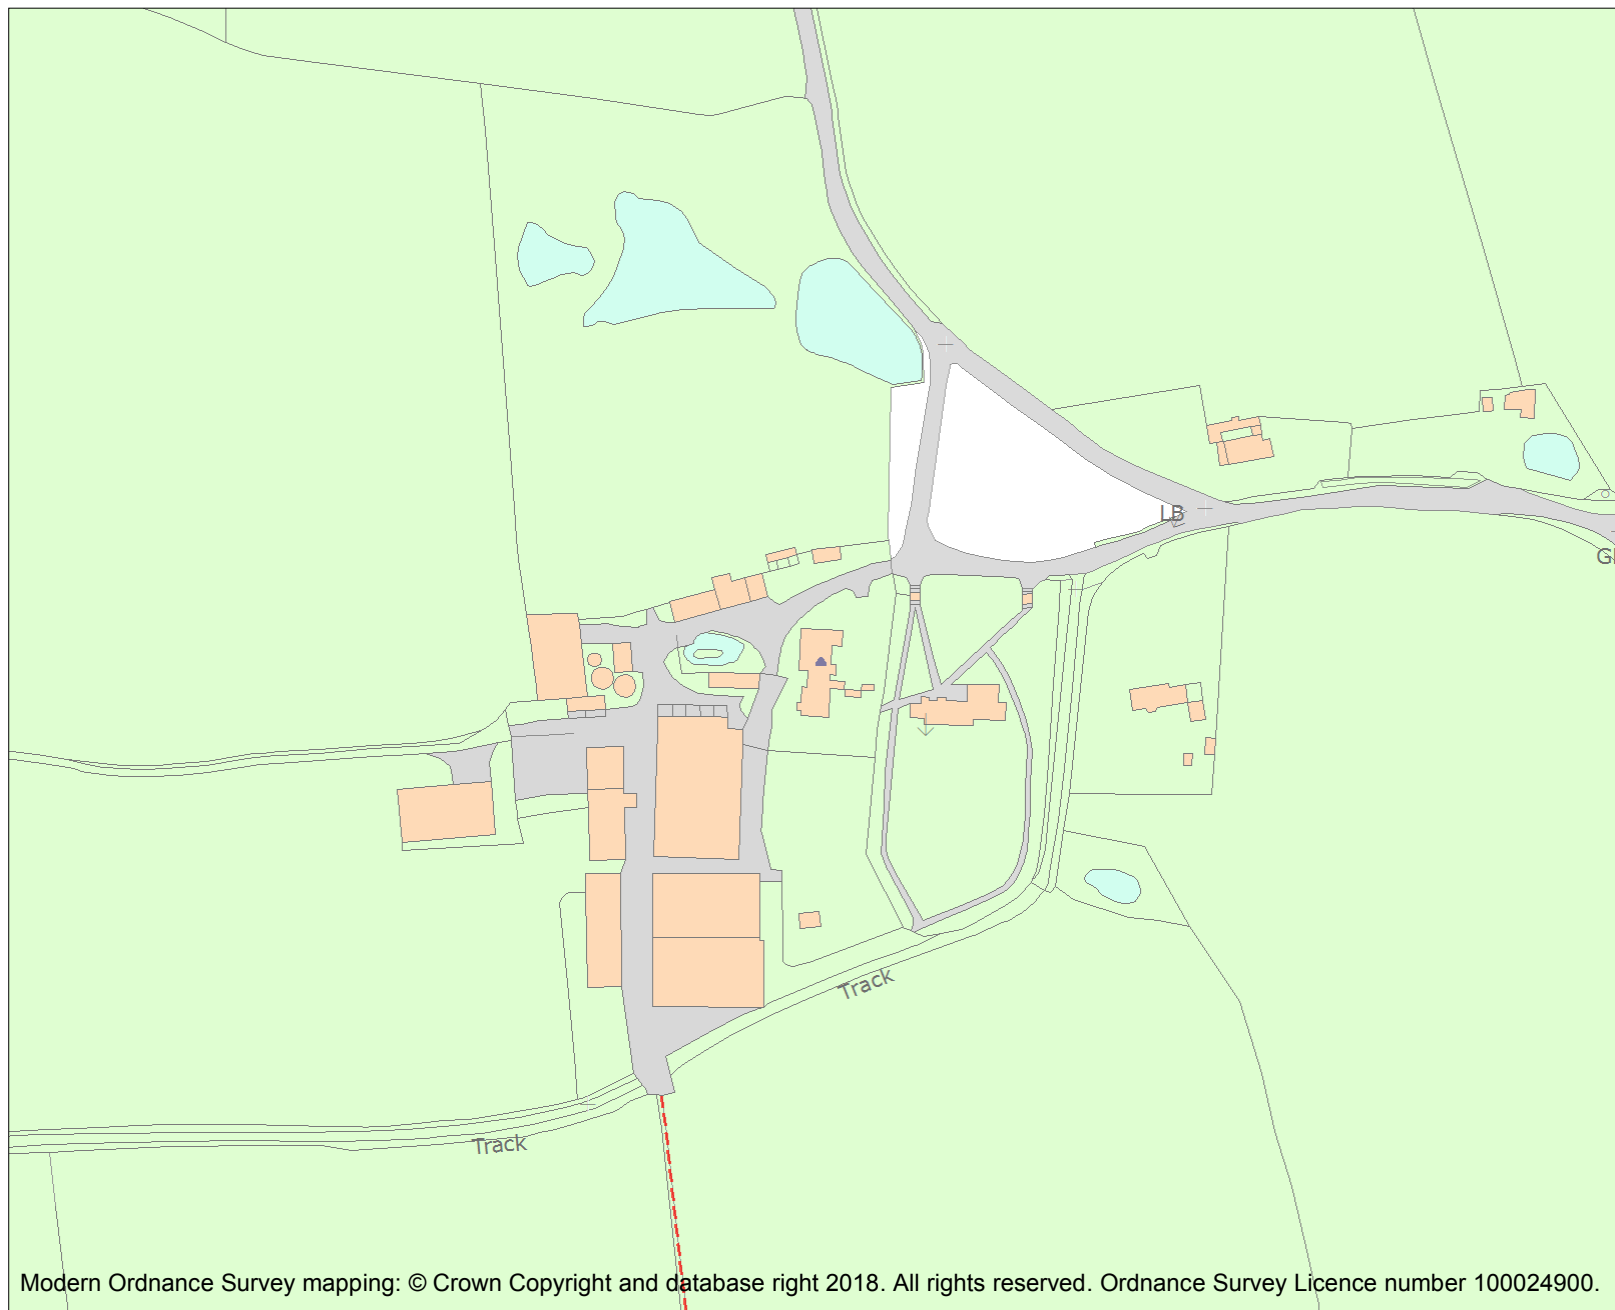 LB
Track
Track
Modern Ordnance Survey mapping: © Crown Copyright and database right 2018. All rights reserved. Ordnance Survey Licence number 100024900.